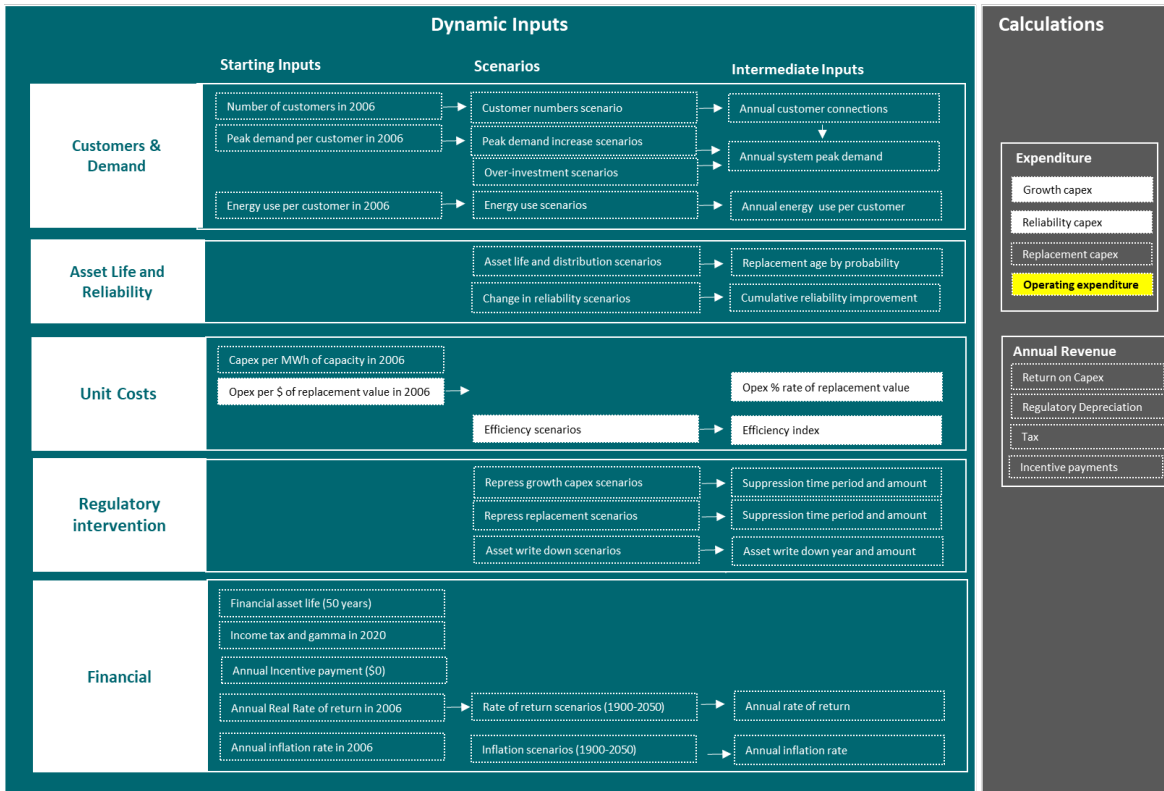 Dynamic Inputs
Calculations
Starting Inputs
Scenarios
Intermediate Inputs
Customers &
Demand
Number of customers in 2006
Customer numbers scenario
Annual customer connections
Peak demand per customer in 2006
Peak demand increase scenarios
Annual system peak demand
Over-investment scenarios
Energy use per customer in 2006
Energy use scenarios
Annual energy use per customer
Asset Life and
Reliability
Asset life and distribution scenarios
Replacement age by probability
Change in reliability scenarios
Cumulative reliability improvement
Unit Costs
Capex per MWh of capacity in 2006
Opex per $ of replacement value in 2006
Opex % rate of replacement value
Efficiency scenarios
Efficiency index
Regulatory
intervention
Repress growth capex scenarios
Suppression time period and amount
Repress replacement scenarios
Suppression time period and amount
Asset write down scenarios
Asset write down year and amount
Financial
Financial asset life (50 years)
Income tax and gamma in 2020
Annual Incentive payment ($0)
Annual Real Rate of return in 2006
Rate of return scenarios (1900-2050)
Annual rate of return
Annual inflation rate in 2006
Inflation scenarios (1900-2050)
Annual inflation rate
Expenditure
Growth capex
Reliability capex
Replacement capex
Operating expenditure
Annual Revenue
Return on Capex
Regulatory Depreciation
Tax
Incentive payments